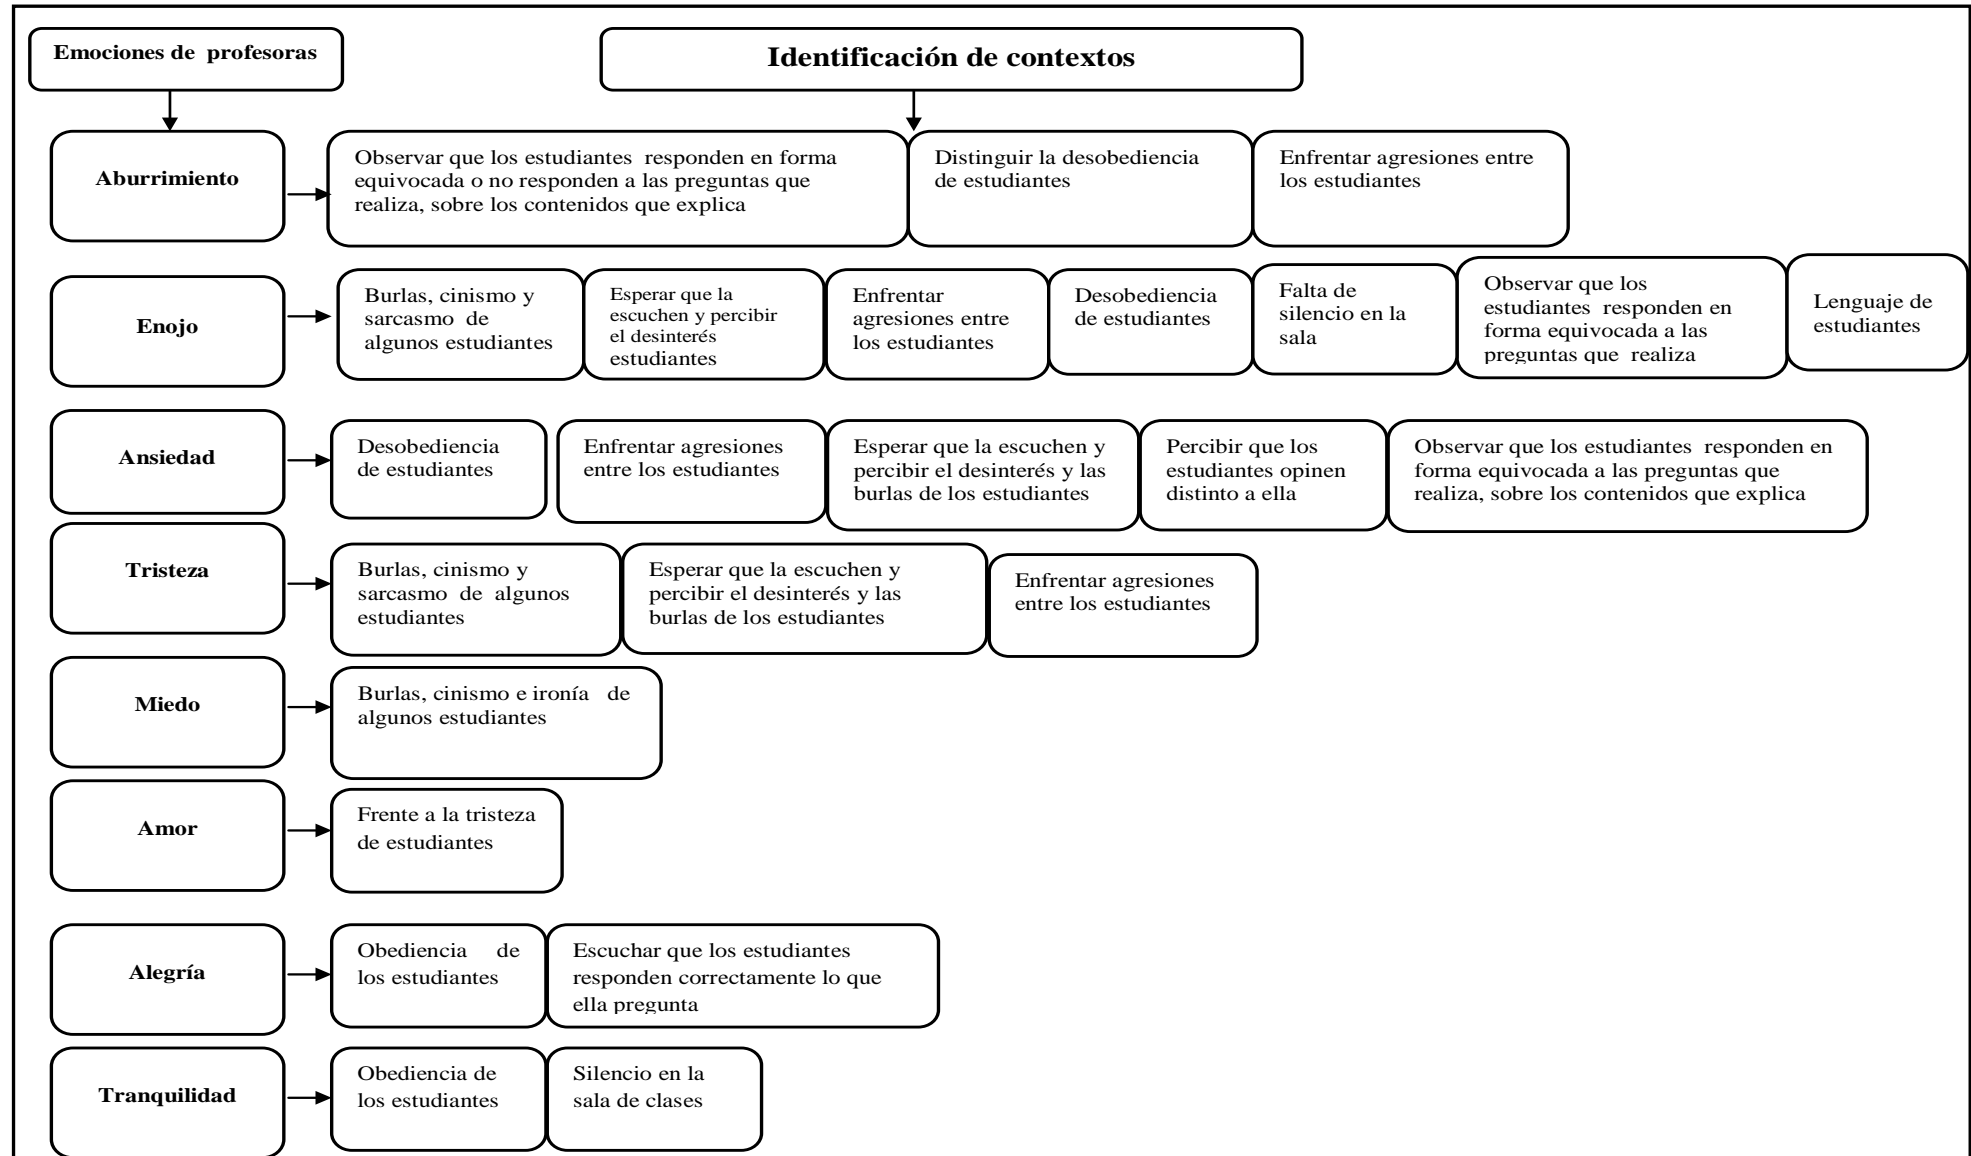 Emociones de profesoras
Identificación de contextos
Aburrimiento
Observar que los estudiantes responden en forma
equivocada o no responden a las preguntas que
realiza, sobre los contenidos que explica
Distinguir la desobediencia
de estudiantes
Enfrentar agresiones entre
los estudiantes
Enojo
Burlas, cinismo y
sarcasmo de
algunos estudiantes
Esperar que la
escuchen y percibir
el desinterés
estudiantes
Enfrentar
agresiones entre
los estudiantes
Desobediencia
de estudiantes
Falta de
silencio en la
sala
Observar que los
estudiantes responden en
forma equivocada a las
preguntas que realiza
Lenguaje de
estudiantes
Ansiedad
Desobediencia
de estudiantes
Enfrentar agresiones
entre los estudiantes
Esperar que la escuchen y
percibir el desinterés y las
burlas de los estudiantes
Percibir que los
estudiantes opinen
distinto a ella
Observar que los estudiantes responden en
forma equivocada a las preguntas que
realiza, sobre los contenidos que explica
Tristeza
Burlas, cinismo y
sarcasmo de algunos
estudiantes
Esperar que la escuchen y
percibir el desinterés y las
burlas de los estudiantes
Enfrentar agresiones
entre los estudiantes
Miedo
Burlas, cinismo e ironía de
algunos estudiantes
Amor
Frente a la tristeza
de estudiantes
Alegría
Obediencia de
los estudiantes
Escuchar que los estudiantes
responden correctamente lo que
ella pregunta
Tranquilidad
Obediencia de
los estudiantes
Silencio en la
sala de clases